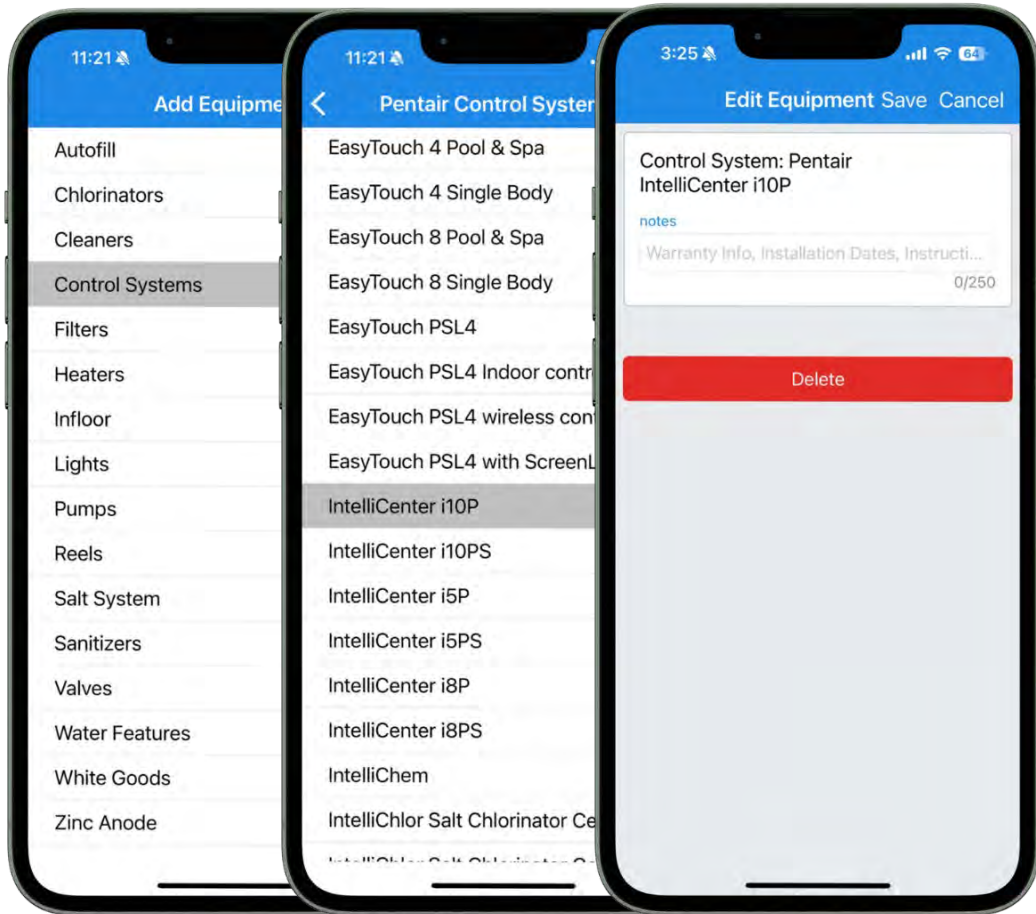 11:21
Add Equipme
Autofill
Chlorinators
Cleaners
Control Systems
Filters
Heaters
Infloor
Lights
Pumps
Reels
Salt System
Sanitizers
Valves
Water Features
White Goods
Zinc Anode
11:21
Pentair Control Syster
EasyTouch 4 Pool & Spa
EasyTouch 4 Single Body
EasyTouch 8 Pool & Spa
EasyTouch 8 Single Body
EasyTouch PSL4
EasyTouch PSL4 Indoor contr
EasyTouch PSL4 wireless con
EasyTouch PSL4 with ScreenL
IntelliCenter i10P
IntelliCenter i10PS
IntelliCenter i5P
IntelliCenter i5PS
IntelliCenter i8P
IntelliCenter i8PS
IntelliChem
IntelliChlor Salt Chlorinator Ce
3:25
64
Edit Equipment Save Cancel
Control System: Pentair
IntelliCenter i10P
notes
Warranty Info, Installation Dates, Instructi...
0/250
Delete